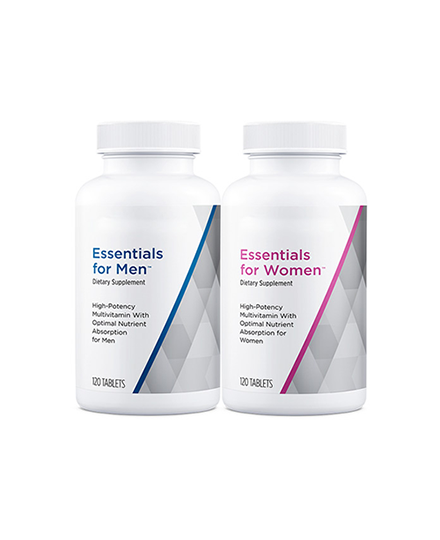 Essentials
for Men™
Dietary Supplement
High-Potency
Multivitamin With
Optimal Nutrient
Absorption
for Men
120 TABLETS
Essentials
for Women™
Dietary Supplement
High-Potency
Multivitamin With
Optimal Nutrient
Absorption for
Women
120 TABLETS